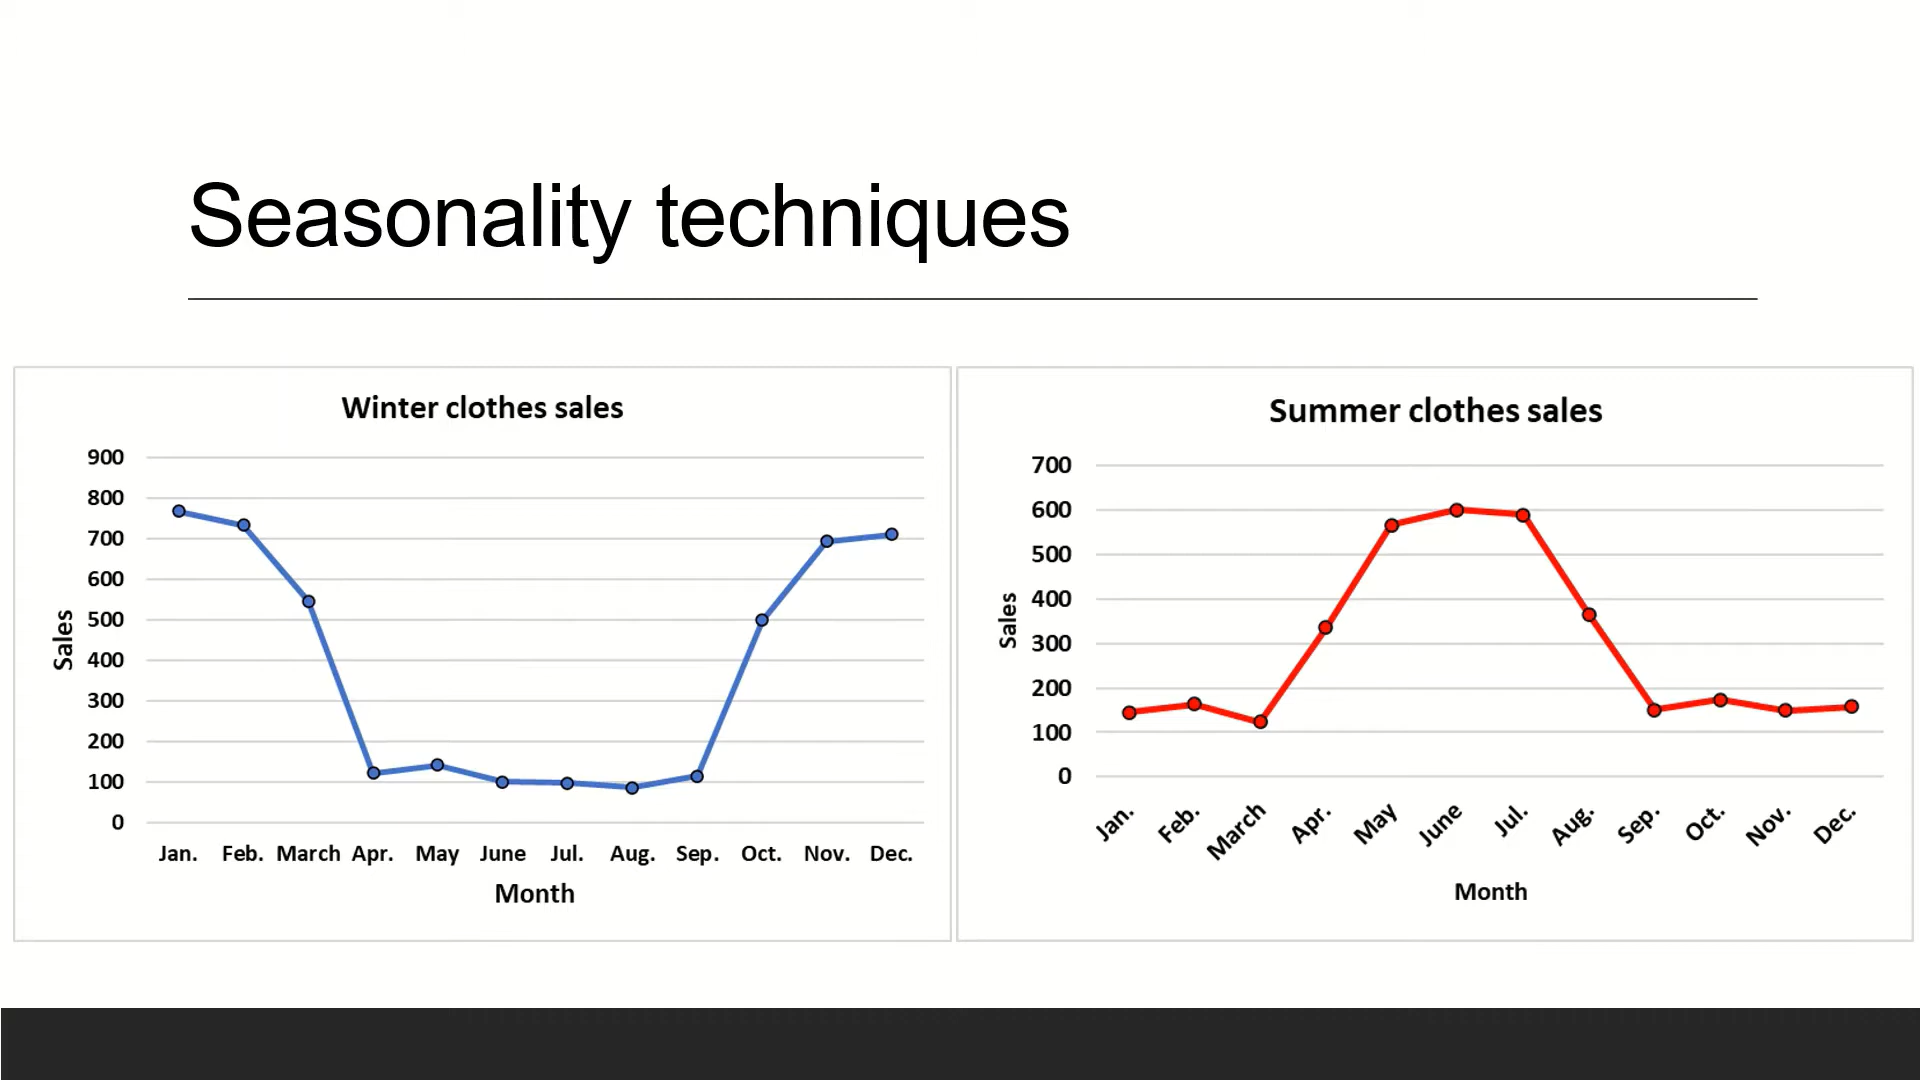 Seasonality techniques
Winter clothes sales
900
800
700
600
500
400
300
200
100
0
Sales
Jan. Feb. March Apr. May June Jul. Aug. Sep. Oct. Nov. Dec.
Month
Summer clothes sales
700
600
500
400
300
200
100
0
Sales
Jan. Feb. March Apr. May June Jul. Aug. Sep. Oct. Nov. Dec.
Month